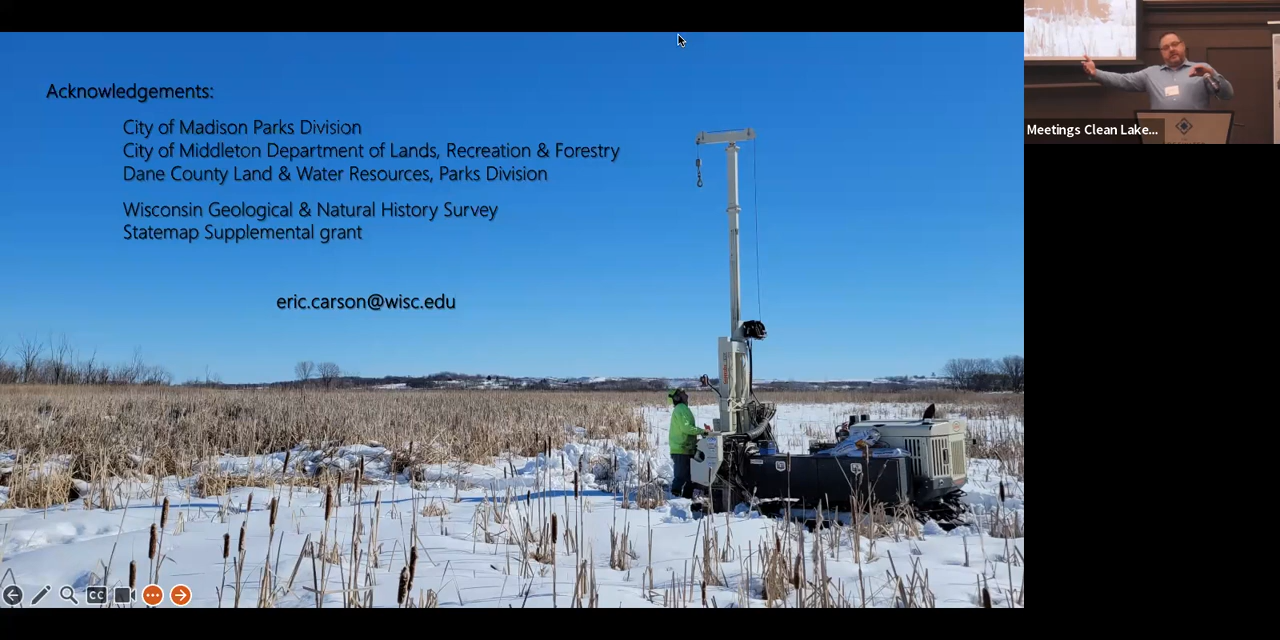 Acknowledgements:
City of Madison Parks Division
City of Middleton Department of Lands, Recreation & Forestry
Dane County Land & Water Resources, Parks Division
Wisconsin Geological & Natural History Survey
Statemap Supplemental grant
eric.carson@wisc.edu
CC
Meetings Clean Lake...